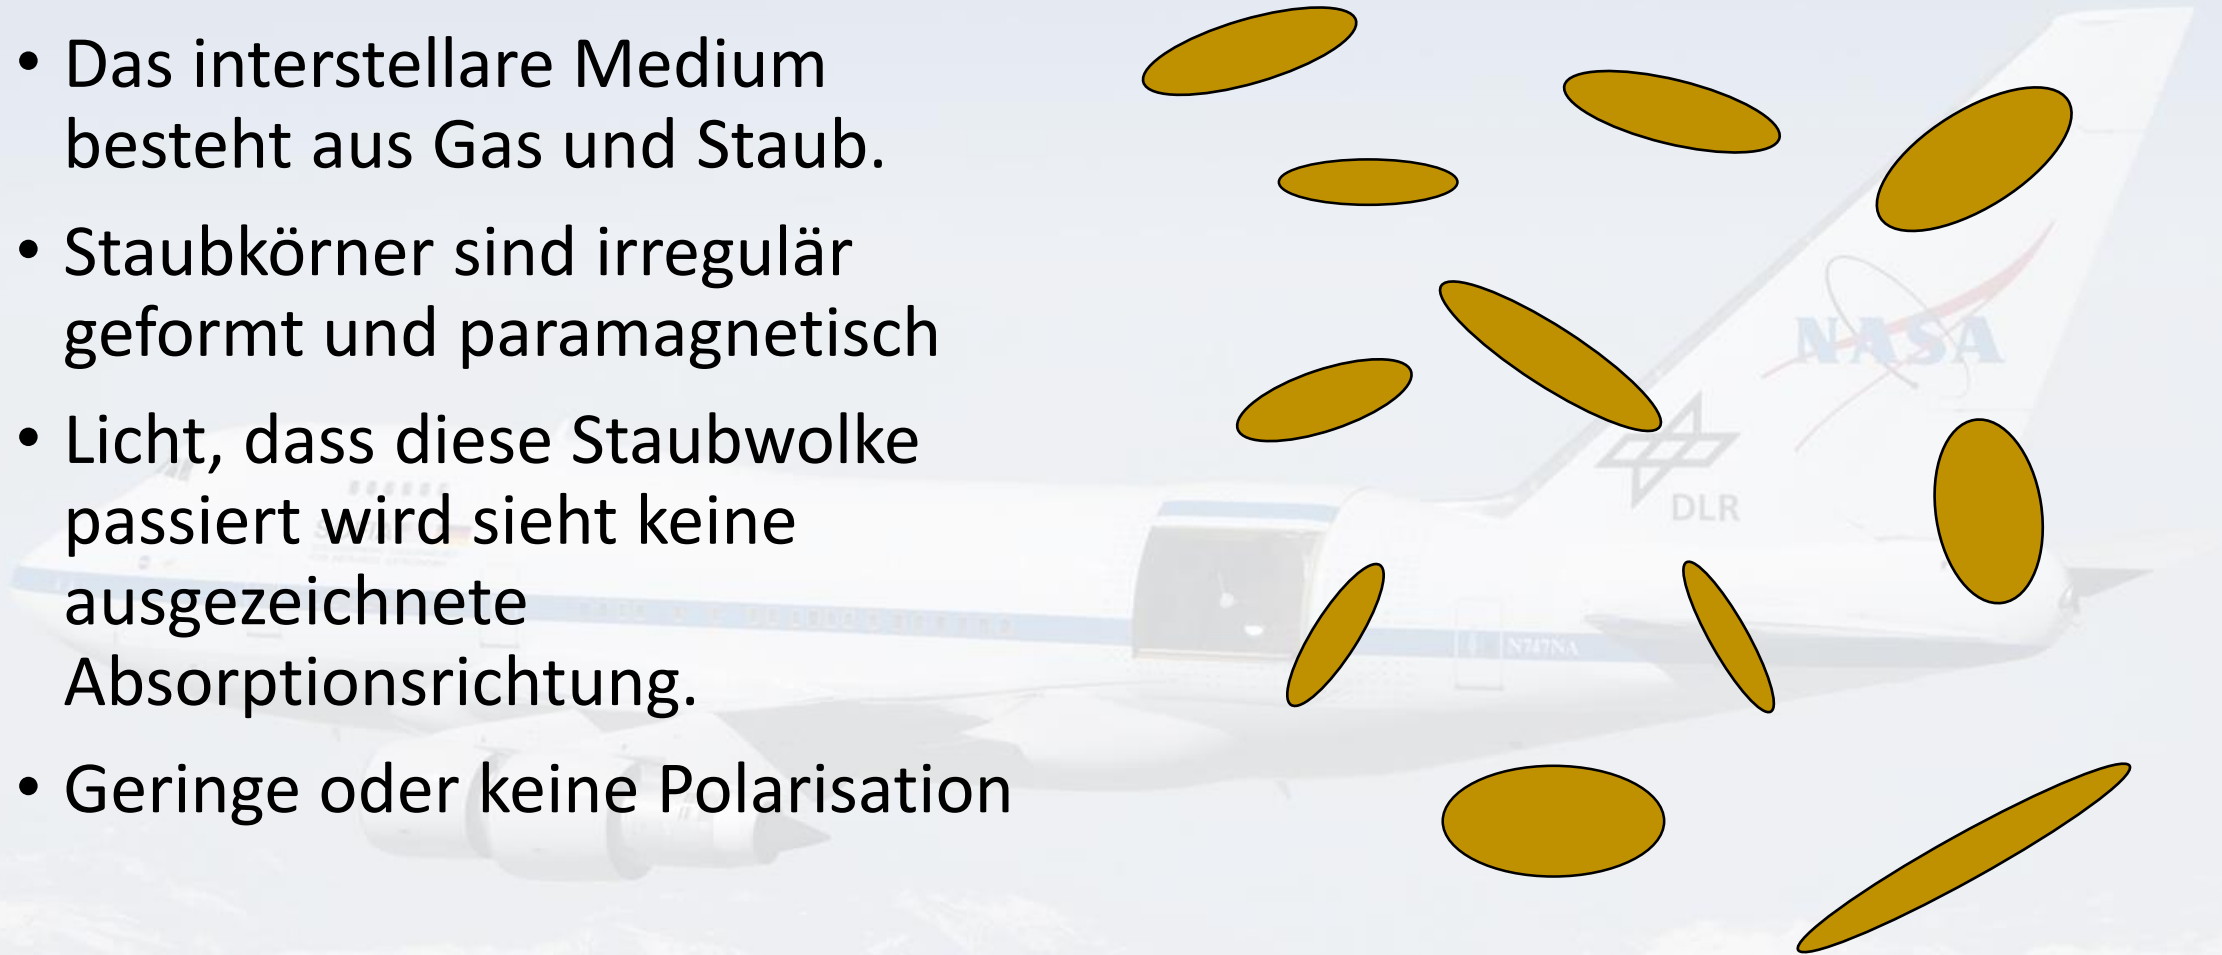 • Das interstellare Medium
besteht aus Gas und Staub.
• Staubkörner sind irregulär
geformt und paramagnetisch
• Licht, dass diese Staubwolke
passiert wird sieht keine
ausgezeichnete
Absorptionsrichtung.
• Geringe oder keine Polarisation
NASA
DLR
N747NA